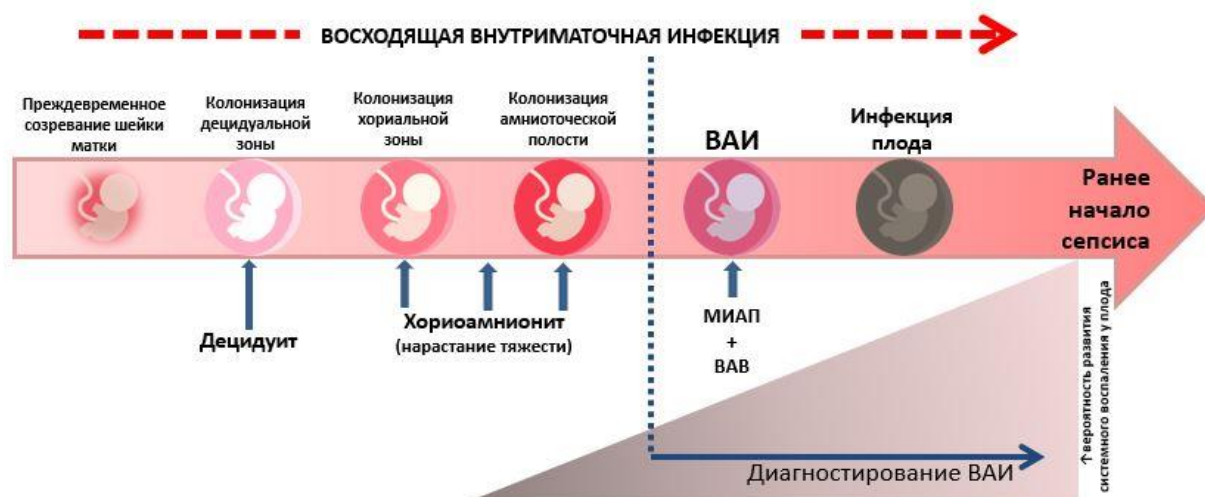 ВОСХОДЯЩАЯ ВНУТРИМАТОЧНАЯ ИНФЕКЦИЯ
Преждевременное
созревание шейки
матки
Колонизация
децидуальной
зоны
Колонизация
хориальной
зоны
Колонизация
амниоточеской
полости
ВАИ
Инфекция
плода
Ранее
начало
сепсиса
Децидуит
Хориоамнионит
(нарастание тяжести)
МИАП
+
ВАВ
Диагностирование ВАИ
↑вероятность развития
системного воспаления у плода